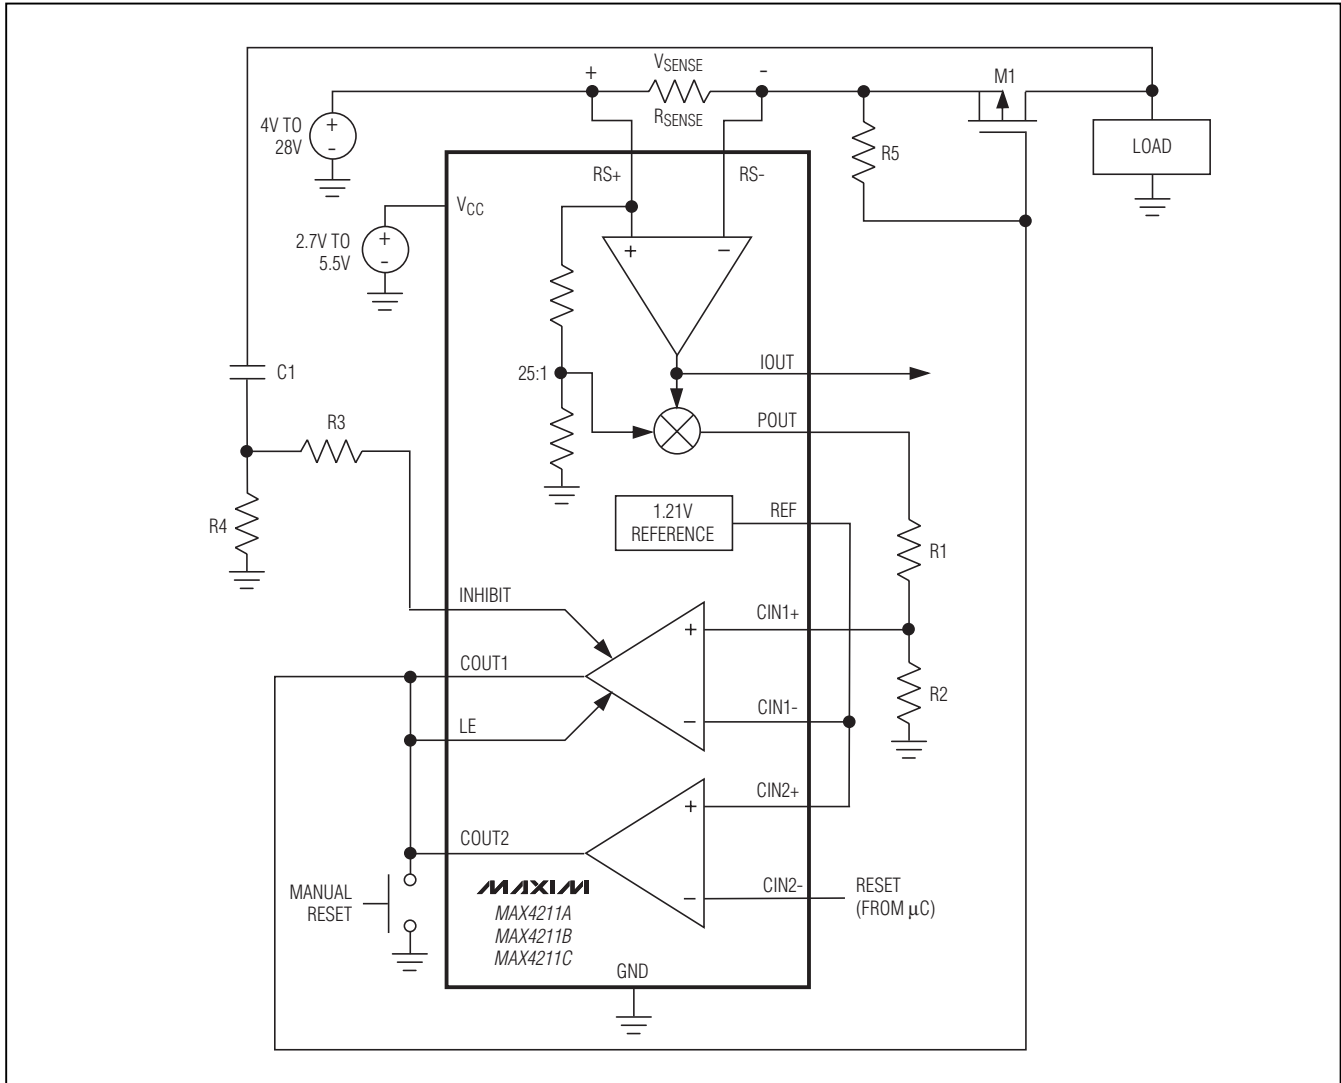 V_SENSE
+
-
M1
R_SENSE
4V TO
28V
+
-
R5
LOAD
RS+
RS-
VCC
2.7V TO
5.5V
+
-
+
−
IOUT
25:1
C1
POUT
R3
1.21V
REFERENCE
REF
R4
R1
INHIBIT
CIN1+
+
COUT1
R2
CIN1-
−
LE
CIN2+
+
COUT2
MANUAL
RESET
MAXIM
MAX4211A
MAX4211B
MAX4211C
CIN2-
−
RESET
(FROM µC)
GND